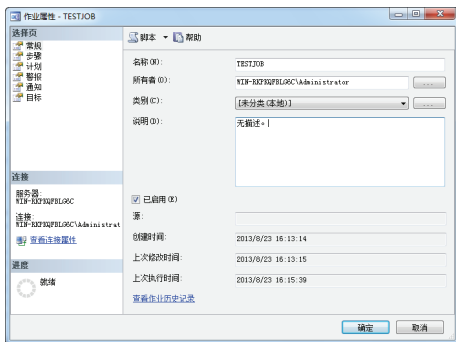 作业属性 - TESTJOB
选择页
常规
步骤
计划
警报
通知
目标
脚本 帮助
名称(N): TESTJOB
所有者(O): WIN-RKPKQFBLG6C\Administrator ...
类别(C): [未分类(本地)] ...
说明(D): 无描述。
连接
服务器:
WIN-RKPKQFBLG6C
连接:
WIN-RKPKQFBLG6C\Administrat
查看连接属性
进度
就绪
已启用(E)
源:
创建时间: 2013/8/23 16:13:14
上次修改时间: 2013/8/23 16:13:15
上次执行时间: 2013/8/23 16:15:39
查看作业历史记录
确定 取消